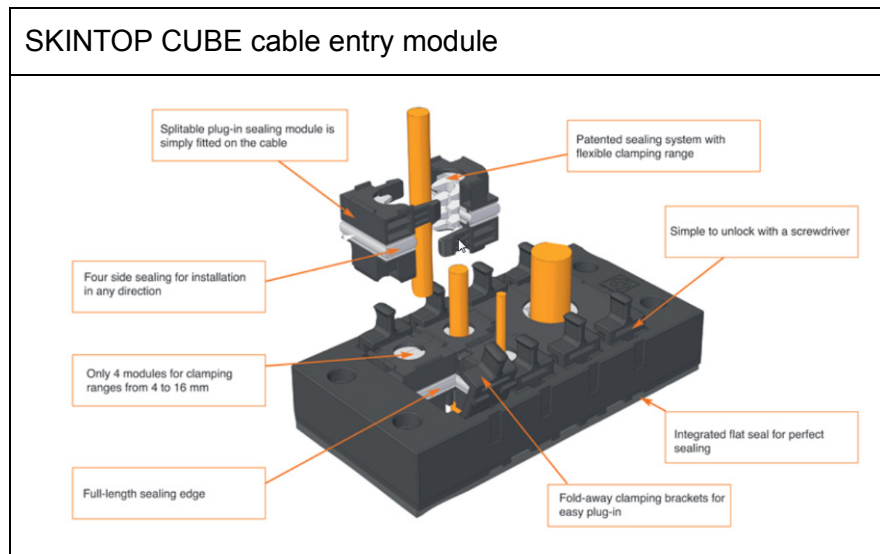 SKINTOP CUBE cable entry module
Splitable plug-in sealing module is
simply fitted on the cable
Patented sealing system with
flexible clamping range
Simple to unlock with a screwdriver
Four side sealing for installation
in any direction
Only 4 modules for clamping
ranges from 4 to 16 mm
Integrated flat seal for perfect
sealing
Full-length sealing edge
Fold-away clamping brackets for
easy plug-in